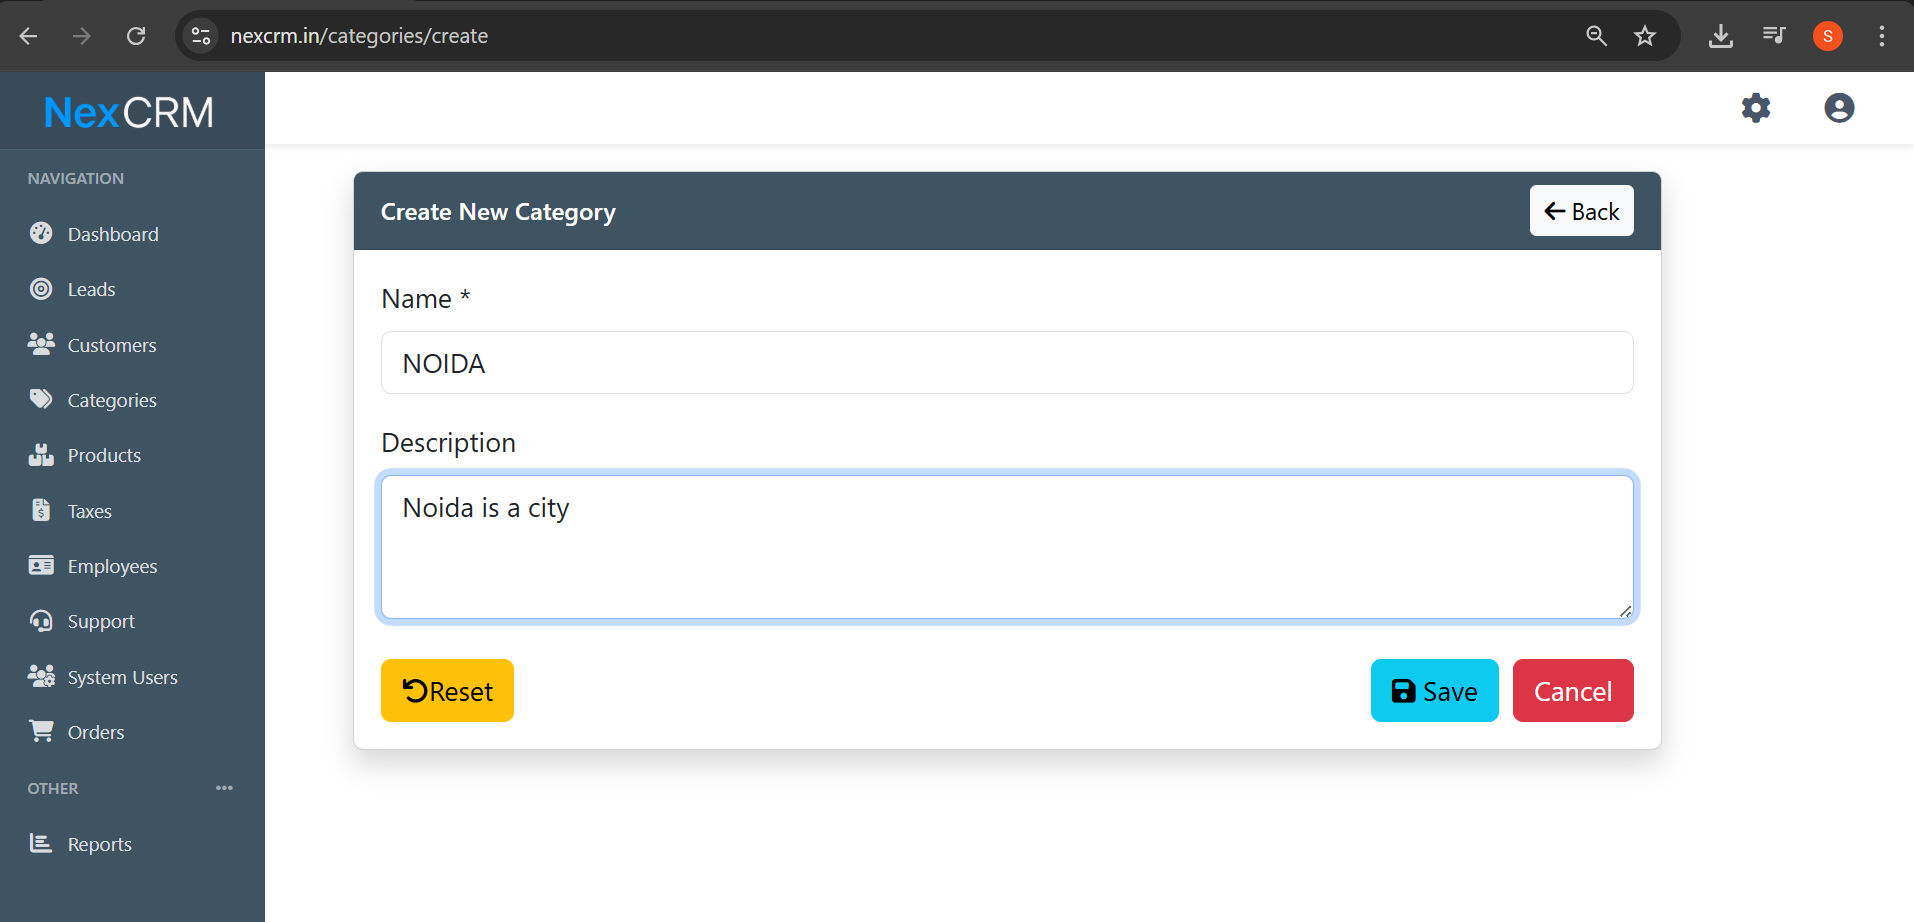 nexcrm.in/categories/create
S
NexCRM
NAVIGATION
Dashboard
Leads
Customers
Categories
Products
Taxes
Employees
Support
System Users
Orders
OTHER
Reports
Create New Category
Back
Name *
NOIDA
Description
Noida is a city
Reset
Save
Cancel